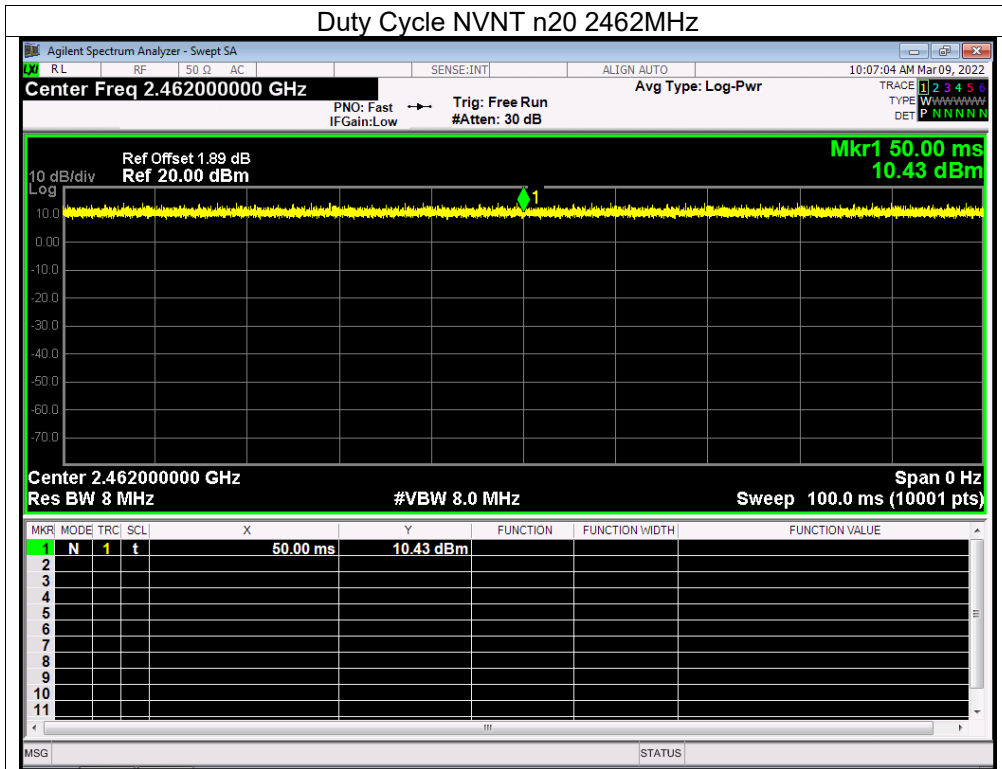 Duty Cycle NVNT n20 2462MHz
Agilent Spectrum Analyzer - Swept SA
LXI RL RF 50 Ω AC SENSE:INT ALIGN AUTO 10:07:04 AM Mar 09, 2022
Center Freq 2.462000000 GHz Avg Type: Log-Pwr TRACE 1 2 3 4 5 6
PNO: Fast Trig: Free Run TYPE WWWWWW
IFGain:Low #Atten: 30 dB DET P N N N N N
Mkr1 50.00 ms
Ref Offset 1.89 dB
10 dB/div Ref 20.00 dBm 10.43 dBm
Log
1
10.0
0.00
-10.0
-20.0
-30.0
-40.0
-50.0
-60.0
-70.0
Center 2.462000000 GHz Span 0 Hz
Res BW 8 MHz #VBW 8.0 MHz Sweep 100.0 ms (10001 pts)
MKR MODE TRC SCL X Y FUNCTION FUNCTION WIDTH FUNCTION VALUE
1 N 1 t 50.00 ms 10.43 dBm
2
3
4
5
6
7
8
9
10
11
MSG STATUS